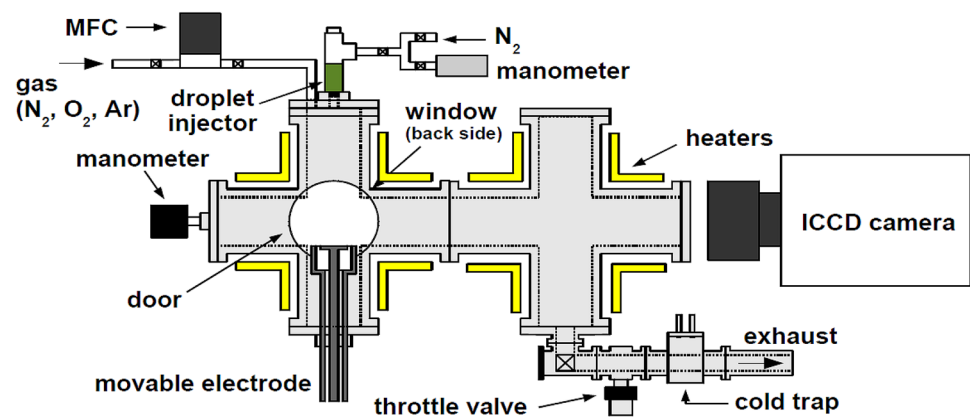 MFC
N₂
manometer
gas
(N₂, O₂, Ar)
droplet
injector
window
(back side)
heaters
manometer
ICCD camera
door
exhaust
movable electrode
throttle valve
cold trap